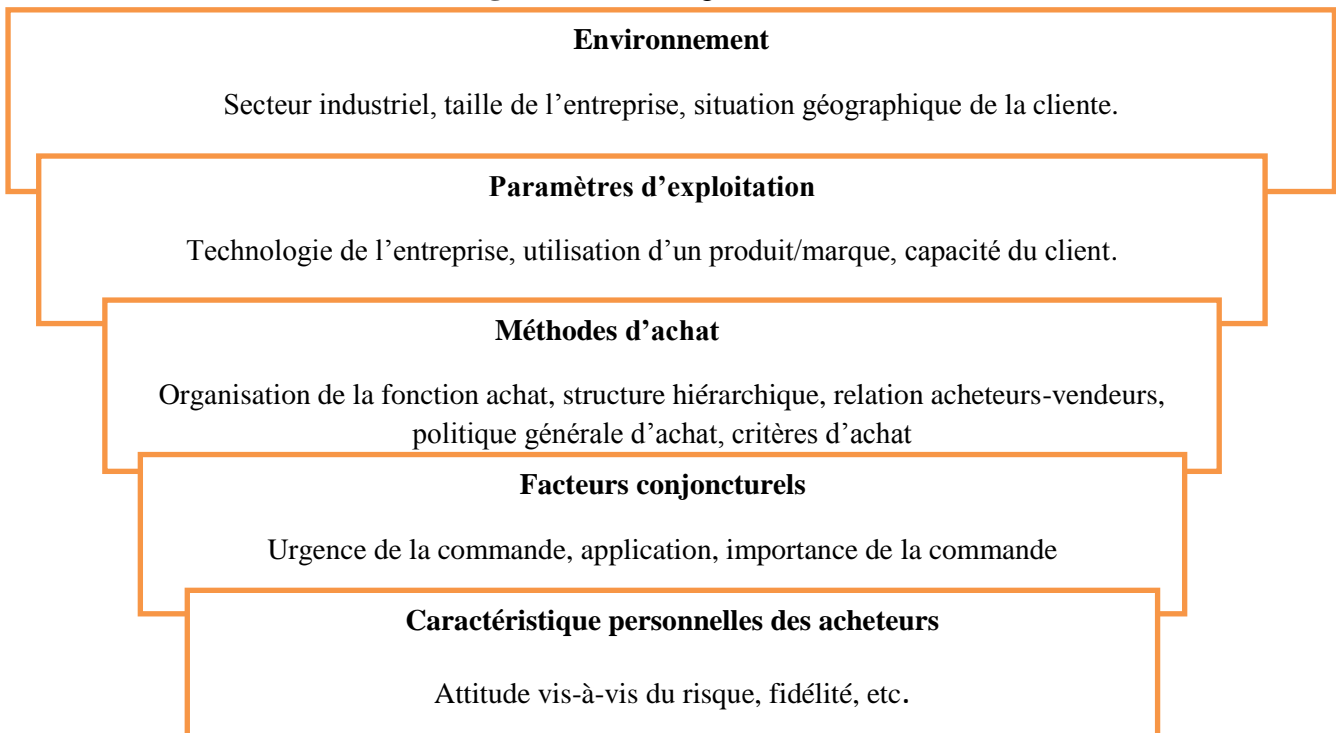 Environnement
Secteur industriel, taille de l’entreprise, situation géographique de la cliente.
Paramètres d’exploitation
Technologie de l’entreprise, utilisation d’un produit/marque, capacité du client.
Méthodes d’achat
Organisation de la fonction achat, structure hiérarchique, relation acheteurs-vendeurs,
politique générale d’achat, critères d’achat
Facteurs conjoncturels
Urgence de la commande, application, importance de la commande
Caractéristique personnelles des acheteurs
Attitude vis-à-vis du risque, fidélité, etc.